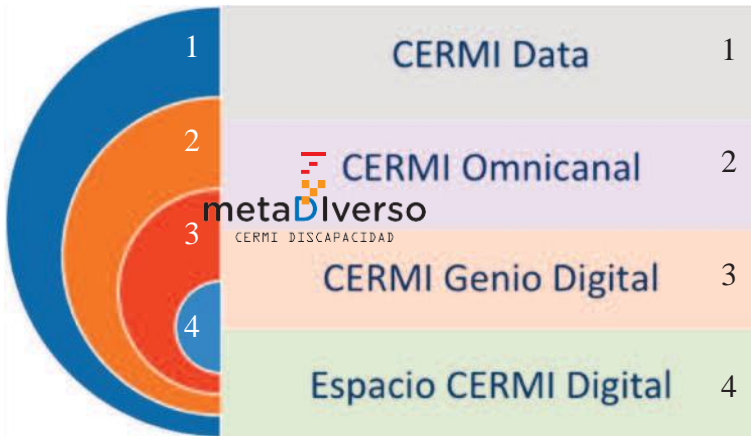 1 CERMI Data 1
2 CERMI Omnicanal 2
metaDIverso
CERMI DISCAPACIDAD
3 CERMI Genio Digital 3
4 Espacio CERMI Digital 4